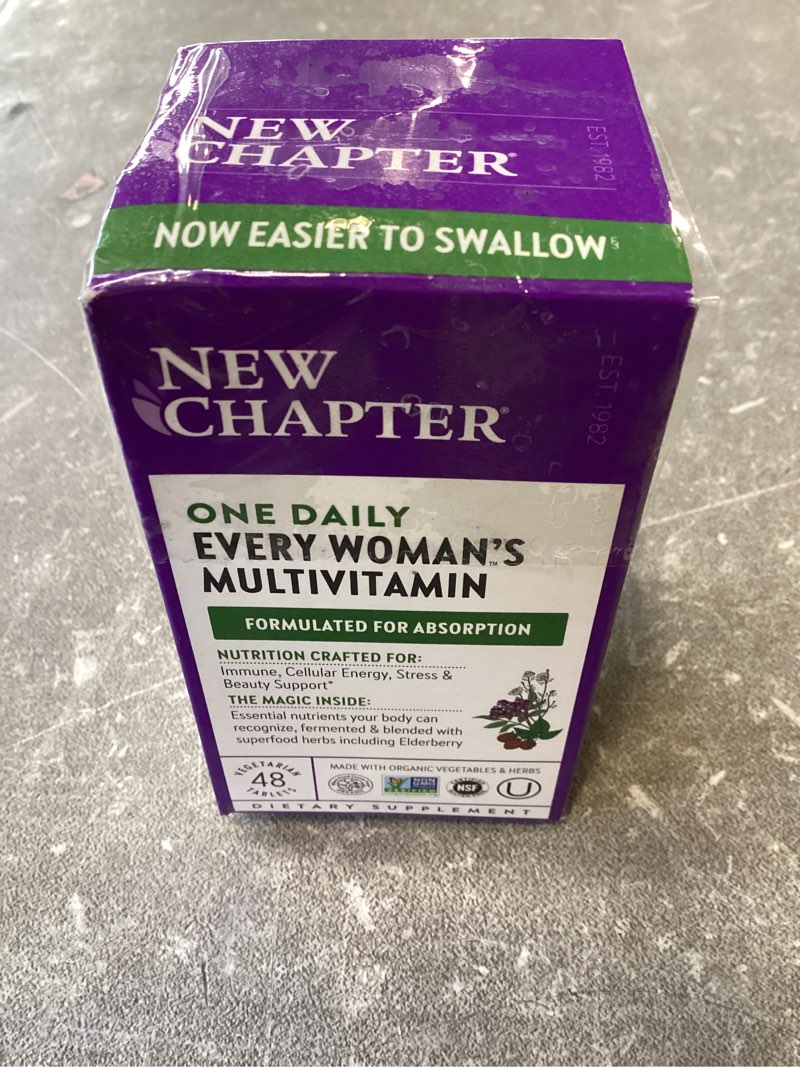 NEW
CHAPTER®
EST. 1982
NOW EASIER TO SWALLOW§
NEW
CHAPTER®
EST. 1982
ONE DAILY
EVERY WOMAN'S™
MULTIVITAMIN
FORMULATED FOR ABSORPTION
NUTRITION CRAFTED FOR:
Immune, Cellular Energy, Stress &
Beauty Support*
THE MAGIC INSIDE:
Essential nutrients your body can
recognize, fermented & blended with
superfood herbs including Elderberry
VEGETARIAN
48
TABLETS
MADE WITH ORGANIC VEGETABLES & HERBS
NON
GMO
VERIFIED
NSF
U
DIETARY SUPPLEMENT